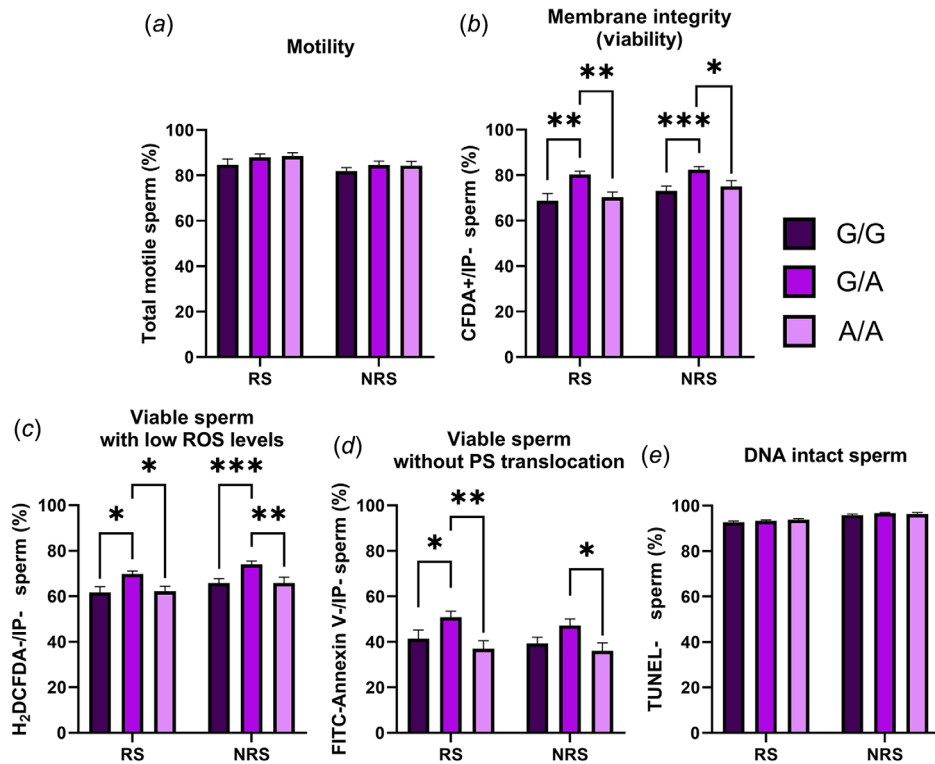 (a)
Motility
Total motile sperm (%)
100
80
60
40
20
0
RS
NRS
(b)
Membrane integrity
(viability)
CFDA+/IP- sperm (%)
100
80
60
40
20
0
**
**
***
*
RS
NRS
G/G
G/A
A/A
(c)
Viable sperm
with low ROS levels
H₂DCFDA-/IP- sperm (%)
100
80
60
40
20
0
*
*
***
**
RS
NRS
(d)
Viable sperm
without PS translocation
FITC-Annexin V-/IP- sperm (%)
100
80
60
40
20
0
*
**
*
RS
NRS
(e)
DNA intact sperm
TUNEL- sperm (%)
100
80
60
40
20
0
RS
NRS